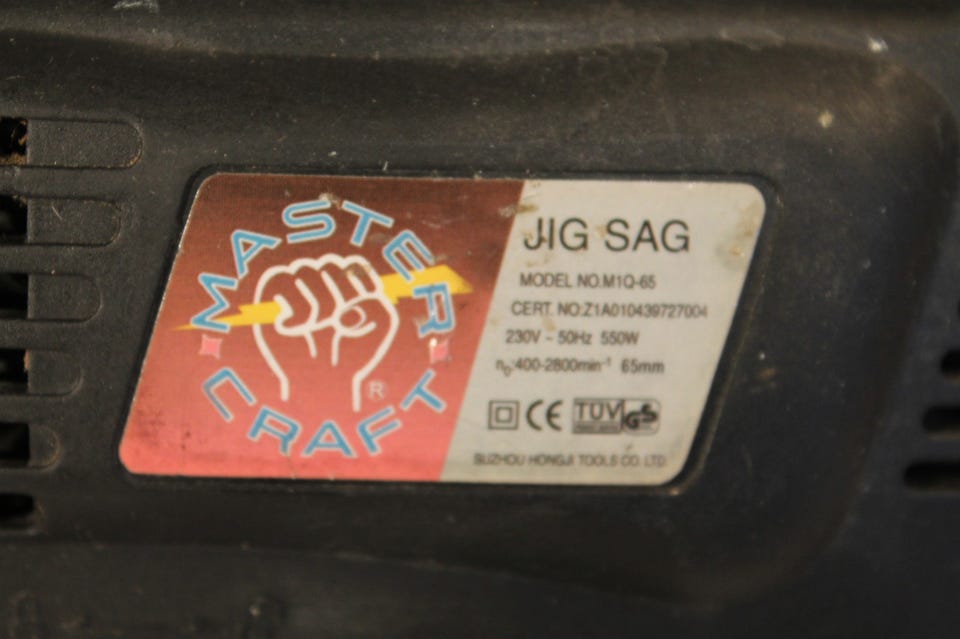 MASTER
CRAFT
®
JIG SAG
MODEL NO.M1Q-65
CERT. NO:Z1A010439727004
230V ~ 50Hz 550W
n₀:400-2800min⁻¹ 65mm
CE TÜV GS
SUZHOU HONGJI TOOLS CO. LTD